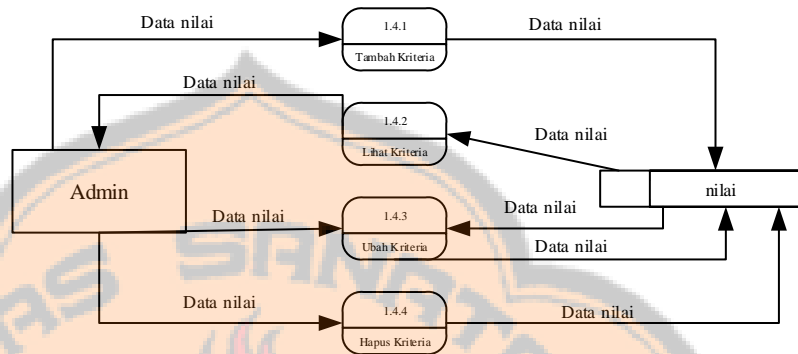 Data nilai
1.4.1
Tambah Kriteria
Data nilai
Data nilai
1.4.2
Lihat Kriteria
Data nilai
Admin
nilai
Data nilai
1.4.3
Ubah Kriteria
Data nilai
Data nilai
Data nilai
1.4.4
Hapus Kriteria
Data nilai
AS SANATA